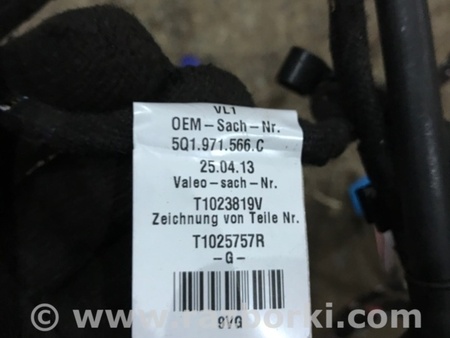 VL1
OEM-Sach-Nr.
5Q1.971.566.C
25.04.13
Valeo-sach-Nr.
T1023819V
Zeichnung von Teile Nr.
T1025757R
-G-
9VG
© www.razborki.com